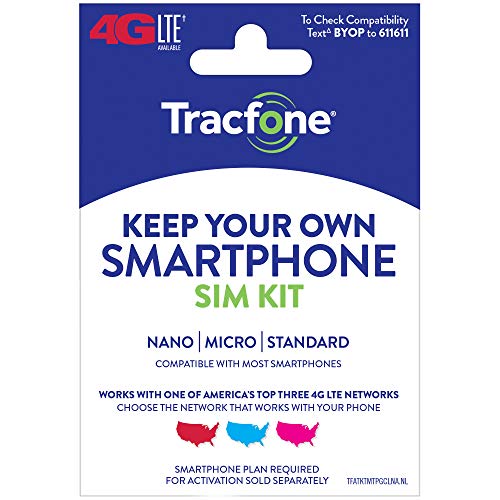 4G LTE†
AVAILABLE
To Check Compatibility
Text∆ BYOP to 611611
Tracfone®
KEEP YOUR OWN
SMARTPHONE
SIM KIT
NANO | MICRO | STANDARD
COMPATIBLE WITH MOST SMARTPHONES
WORKS WITH ONE OF AMERICA'S TOP THREE 4G LTE NETWORKS
CHOOSE THE NETWORK THAT WORKS WITH YOUR PHONE
SMARTPHONE PLAN REQUIRED
FOR ACTIVATION SOLD SEPARATELY
TFATKTMTPGCLNA.NL